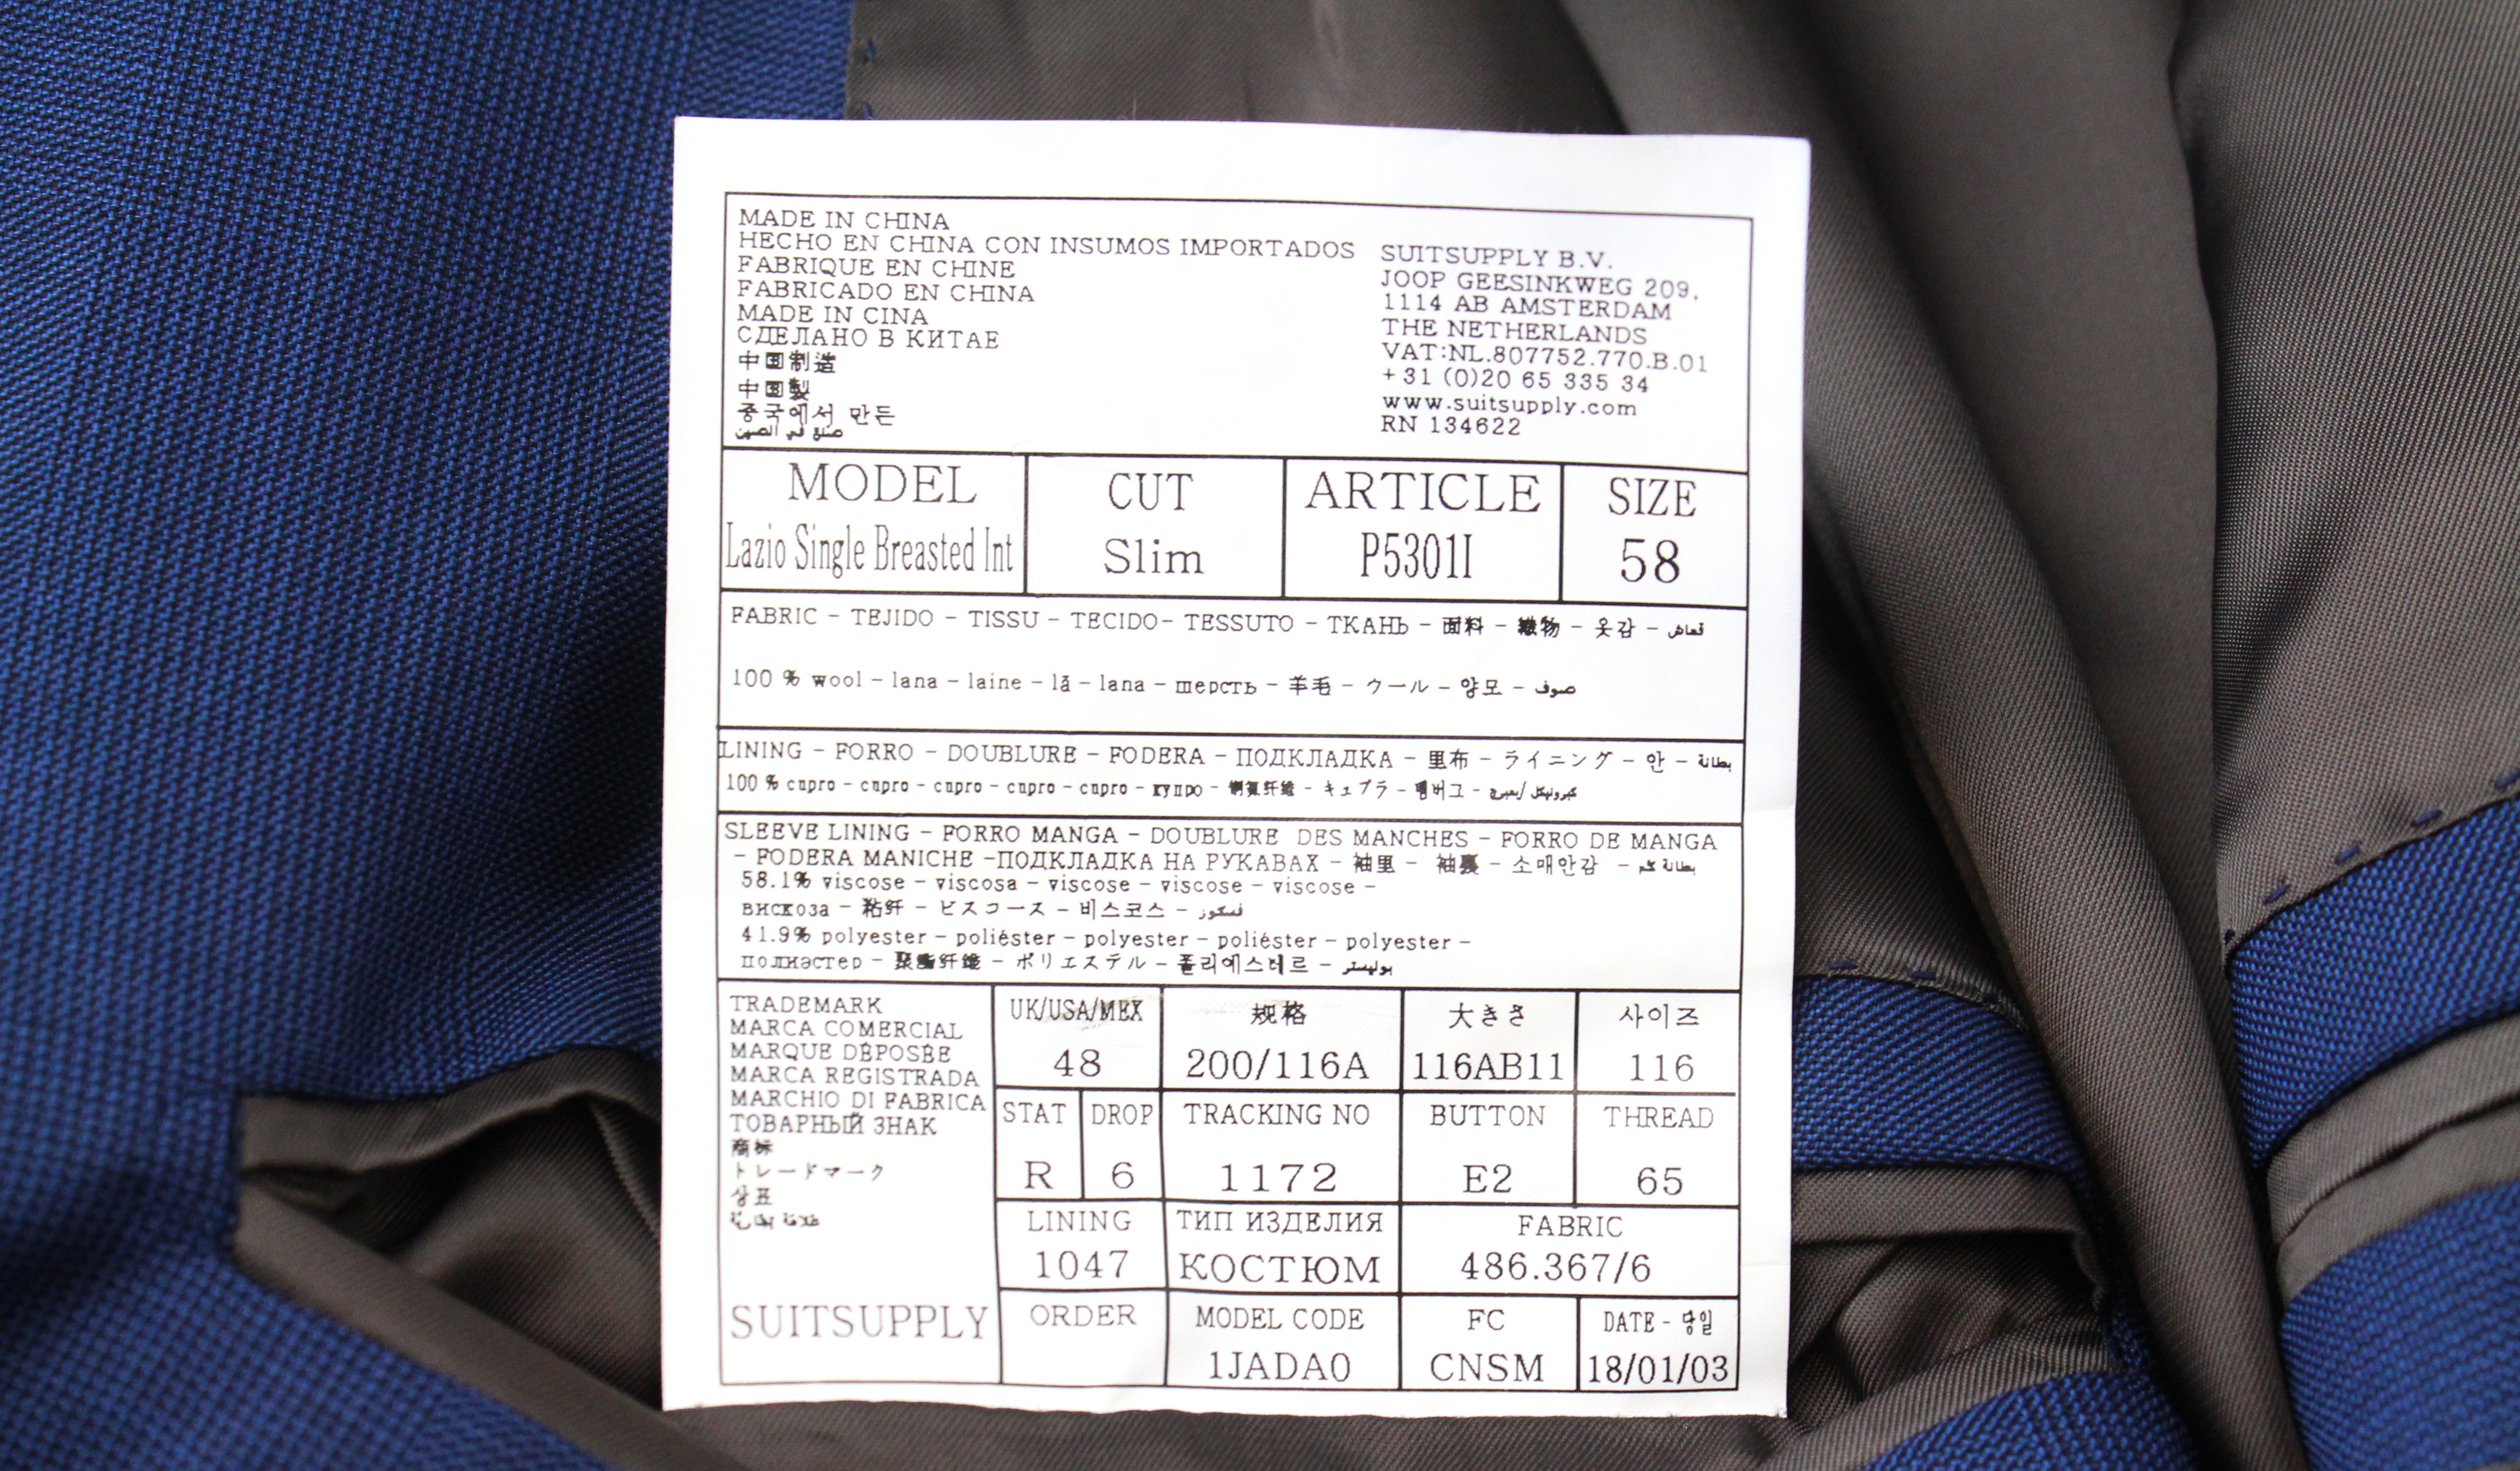 MADE IN CHINA
HECHO EN CHINA CON INSUMOS IMPORTADOS
FABRIQUE EN CHINE
FABRICADO EN CHINA
MADE IN CINA
СДЕЛАНО В КИТАЕ
中国制造
中国製
중국에서 만든
صنع في الصين
SUITSUPPLY B.V.
JOOP GEESINKWEG 209,
1114 AB AMSTERDAM
THE NETHERLANDS
VAT:NL.807752.770.B.01
+31 (0)20 65 335 34
www.suitsupply.com
RN 134622
MODEL CUT ARTICLE SIZE
Lazio Single Breasted Int Slim P5301I 58
FABRIC - TEJIDO - TISSU - TECIDO- TESSUTO - ТКАНЬ - 面料 - 織物 - 옷감 - قماش
100 % wool - lana - laine - lã - lana - шерсть - 羊毛 - ウール - 양모 - صوف
LINING - FORRO - DOUBLURE - FODERA - ПОДКЛАДКА - 里布 - ライニング - 안 - بطانة
100 % cupro - cupro - cupro - cupro - cupro - купро - 铜氨纤维 - キュプラ -
SLEEVE LINING - FORRO MANGA - DOUBLURE DES MANCHES - FORRO DE MANGA
- FODERA MANICHE -ПОДКЛАДКА НА РУКАВАХ - 袖里 - 袖裏 - 소매안감 - بطانة كم
58.1% viscose - viscosa - viscose - viscose - viscose -
вискоза - 粘纤 - ビスコース - 비스코스 - فسكوز
41.9% polyester - poliéster - polyester - poliéster - polyester -
полиэстер - 聚酯纤维 - ポリエステル - 폴리에스테르 - بوليستر
TRADEMARK
MARCA COMERCIAL
MARQUE DÉPOSÉE
MARCA REGISTRADA
MARCHIO DI FABRICA
ТОВАРНЫЙ ЗНАК
商标
トレードマーク
상표
SUITSUPPLY
UK/USA/MEX 规格 大きさ 사이즈
48 200/116A 116AB11 116
STAT DROP TRACKING NO BUTTON THREAD
R 6 1172 E2 65
LINING ТИП ИЗДЕЛИЯ FABRIC
1047 КОСТЮМ 486.367/6
ORDER MODEL CODE FC DATE - 당일
1JADA0 CNSM 18/01/03